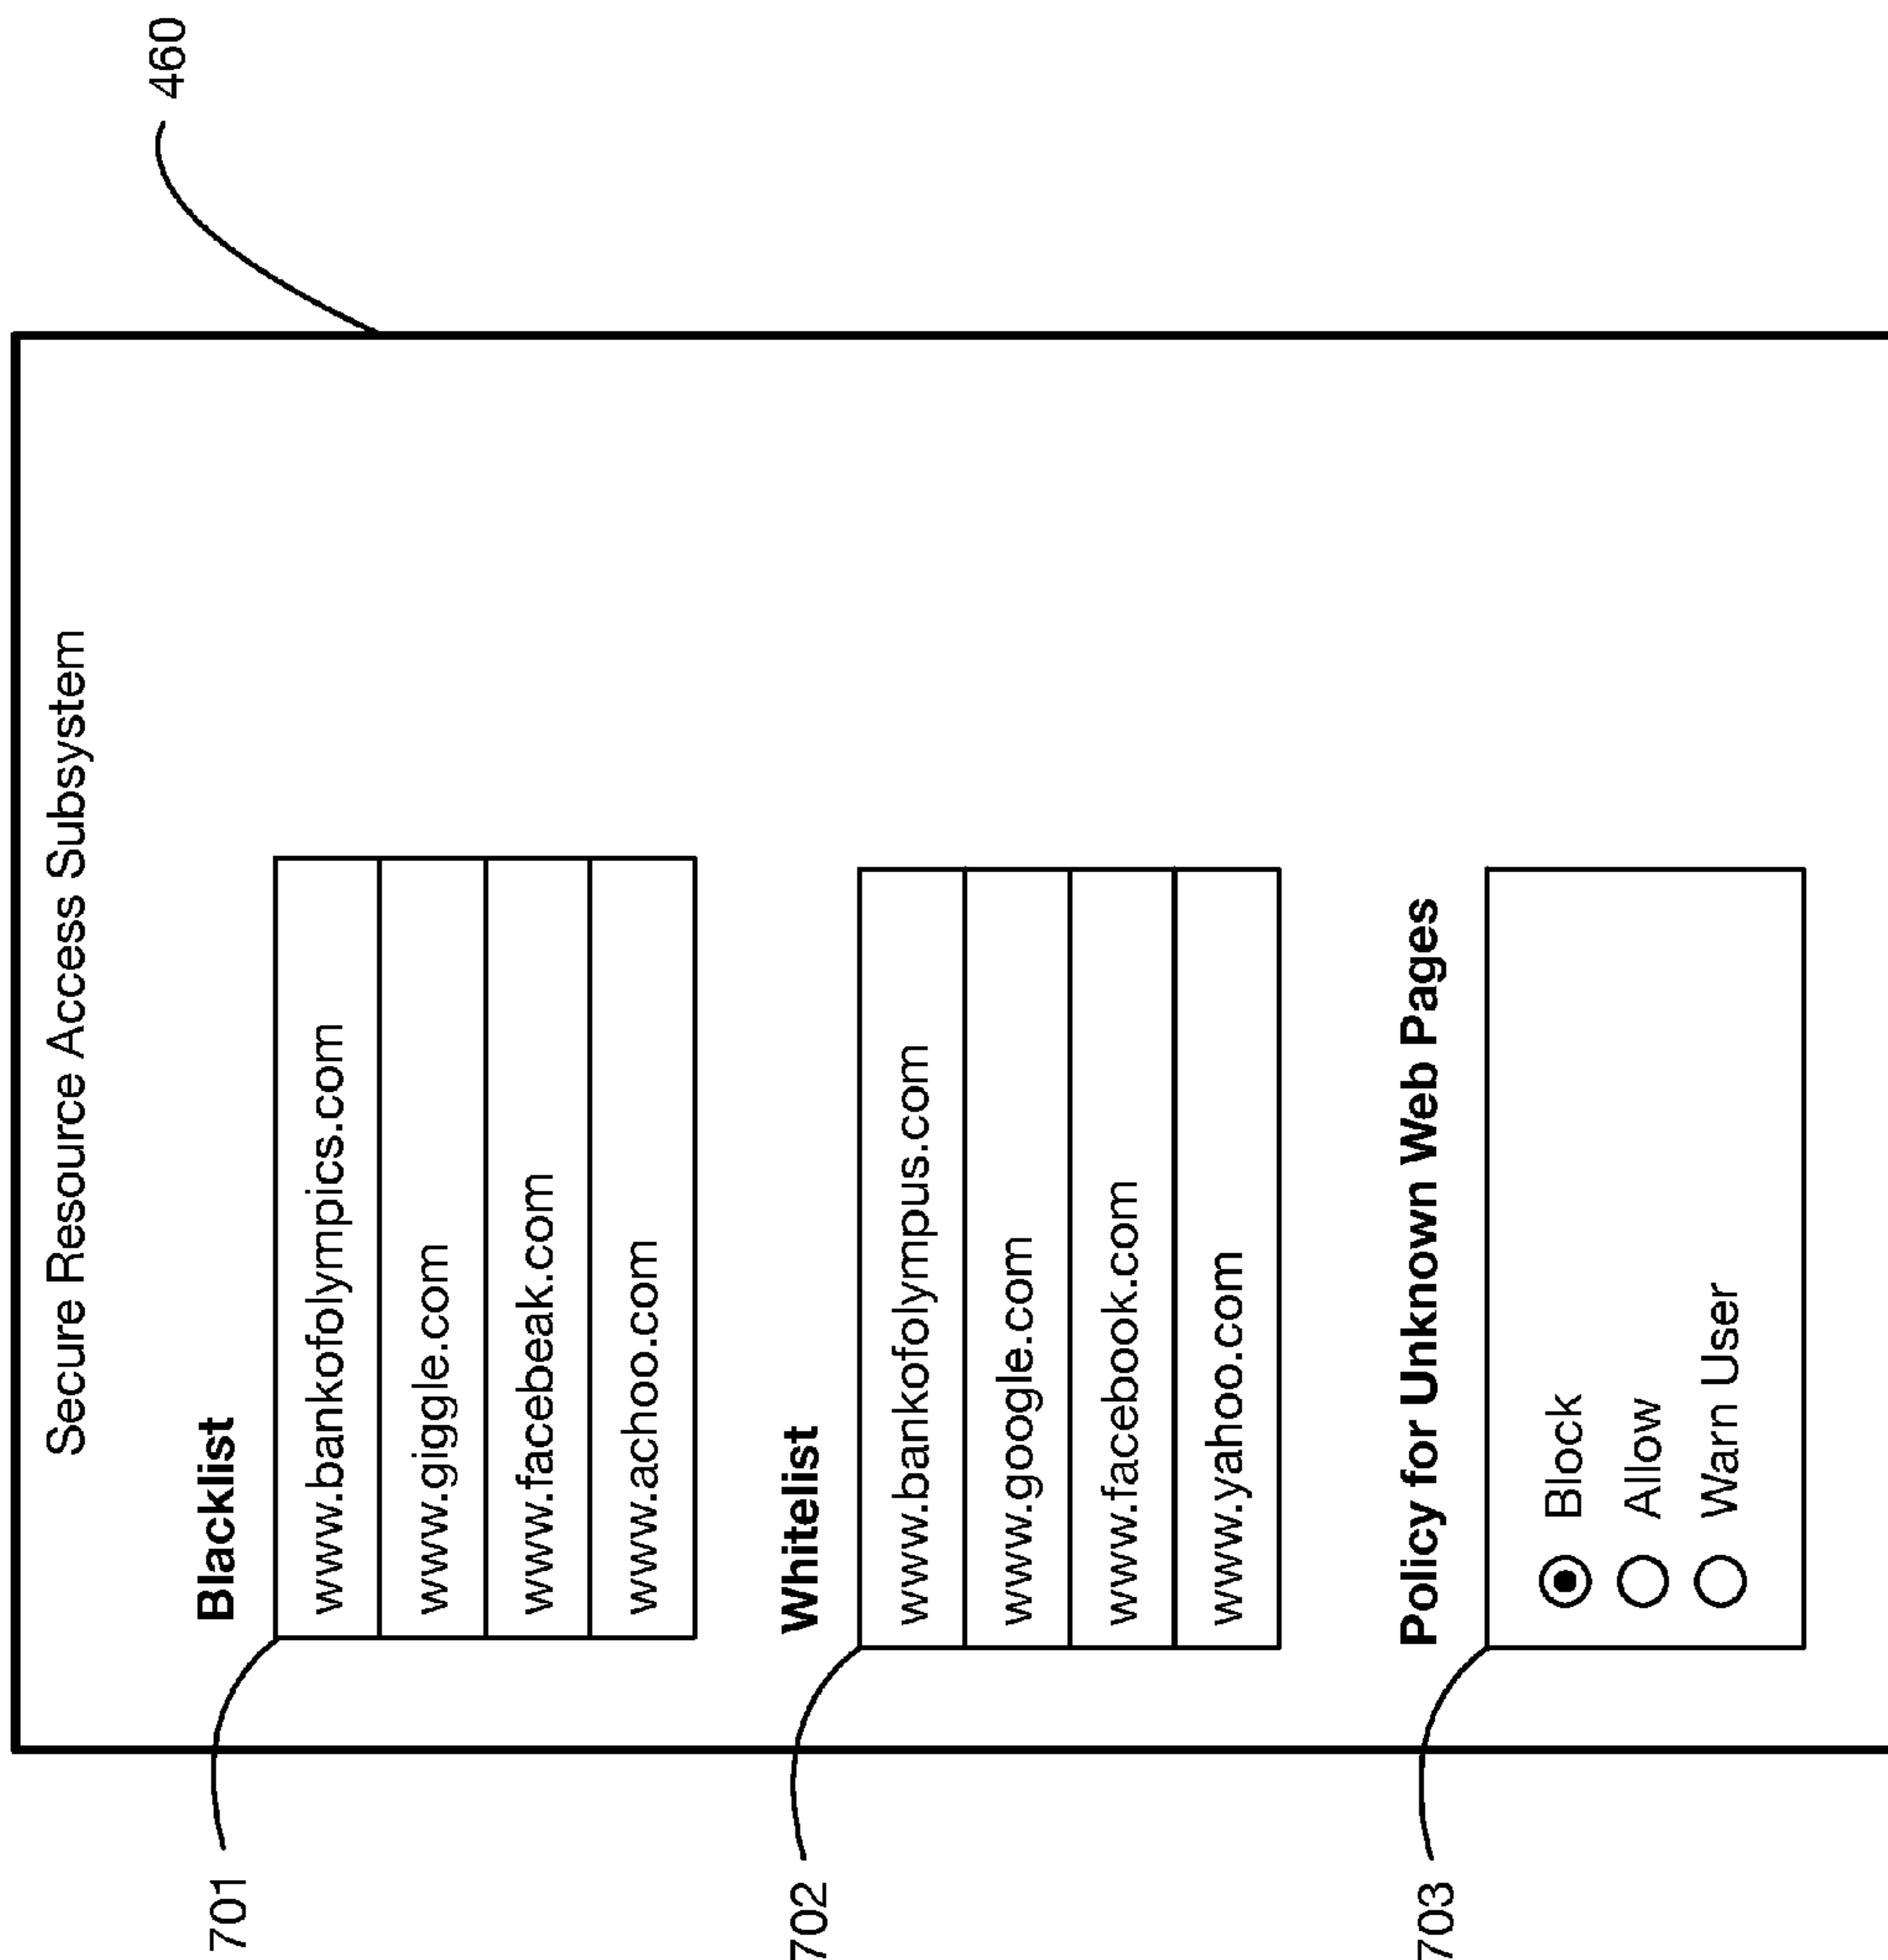 460
Secure Resource Access Subsystem
701
Blacklist
www.bankofolympics.com
www.giggle.com
www.facebeak.com
www.achoo.com
702
Whitelist
www.bankofolympus.com
www.google.com
www.facebook.com
www.yahoo.com
703
Policy for Unknown Web Pages
Block
Allow
Warn User